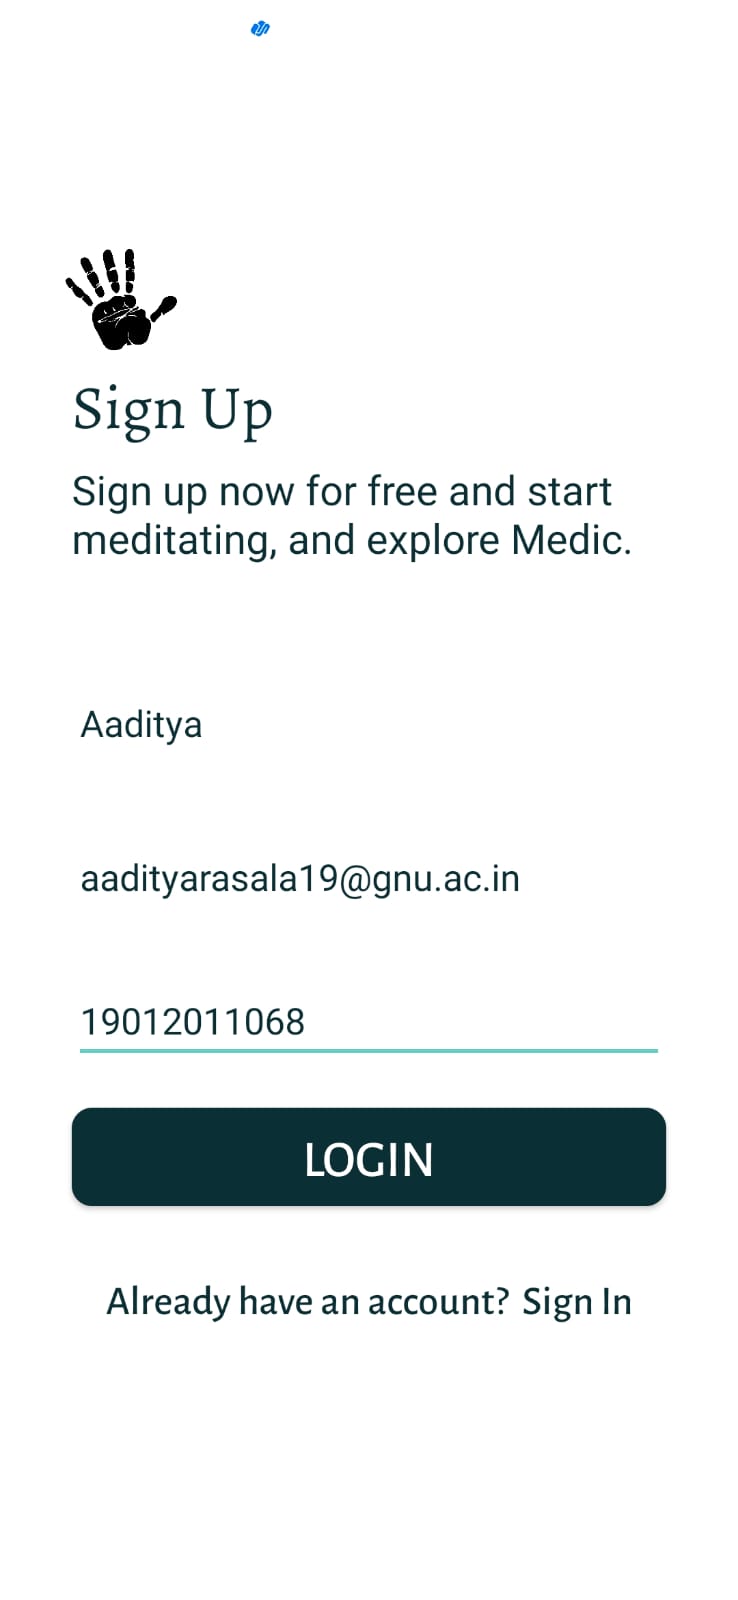 Sign Up
Sign up now for free and start
meditating, and explore Medic.
Aaditya
aadityarasala19@gnu.ac.in
19012011068
LOGIN
Already have an account? Sign In